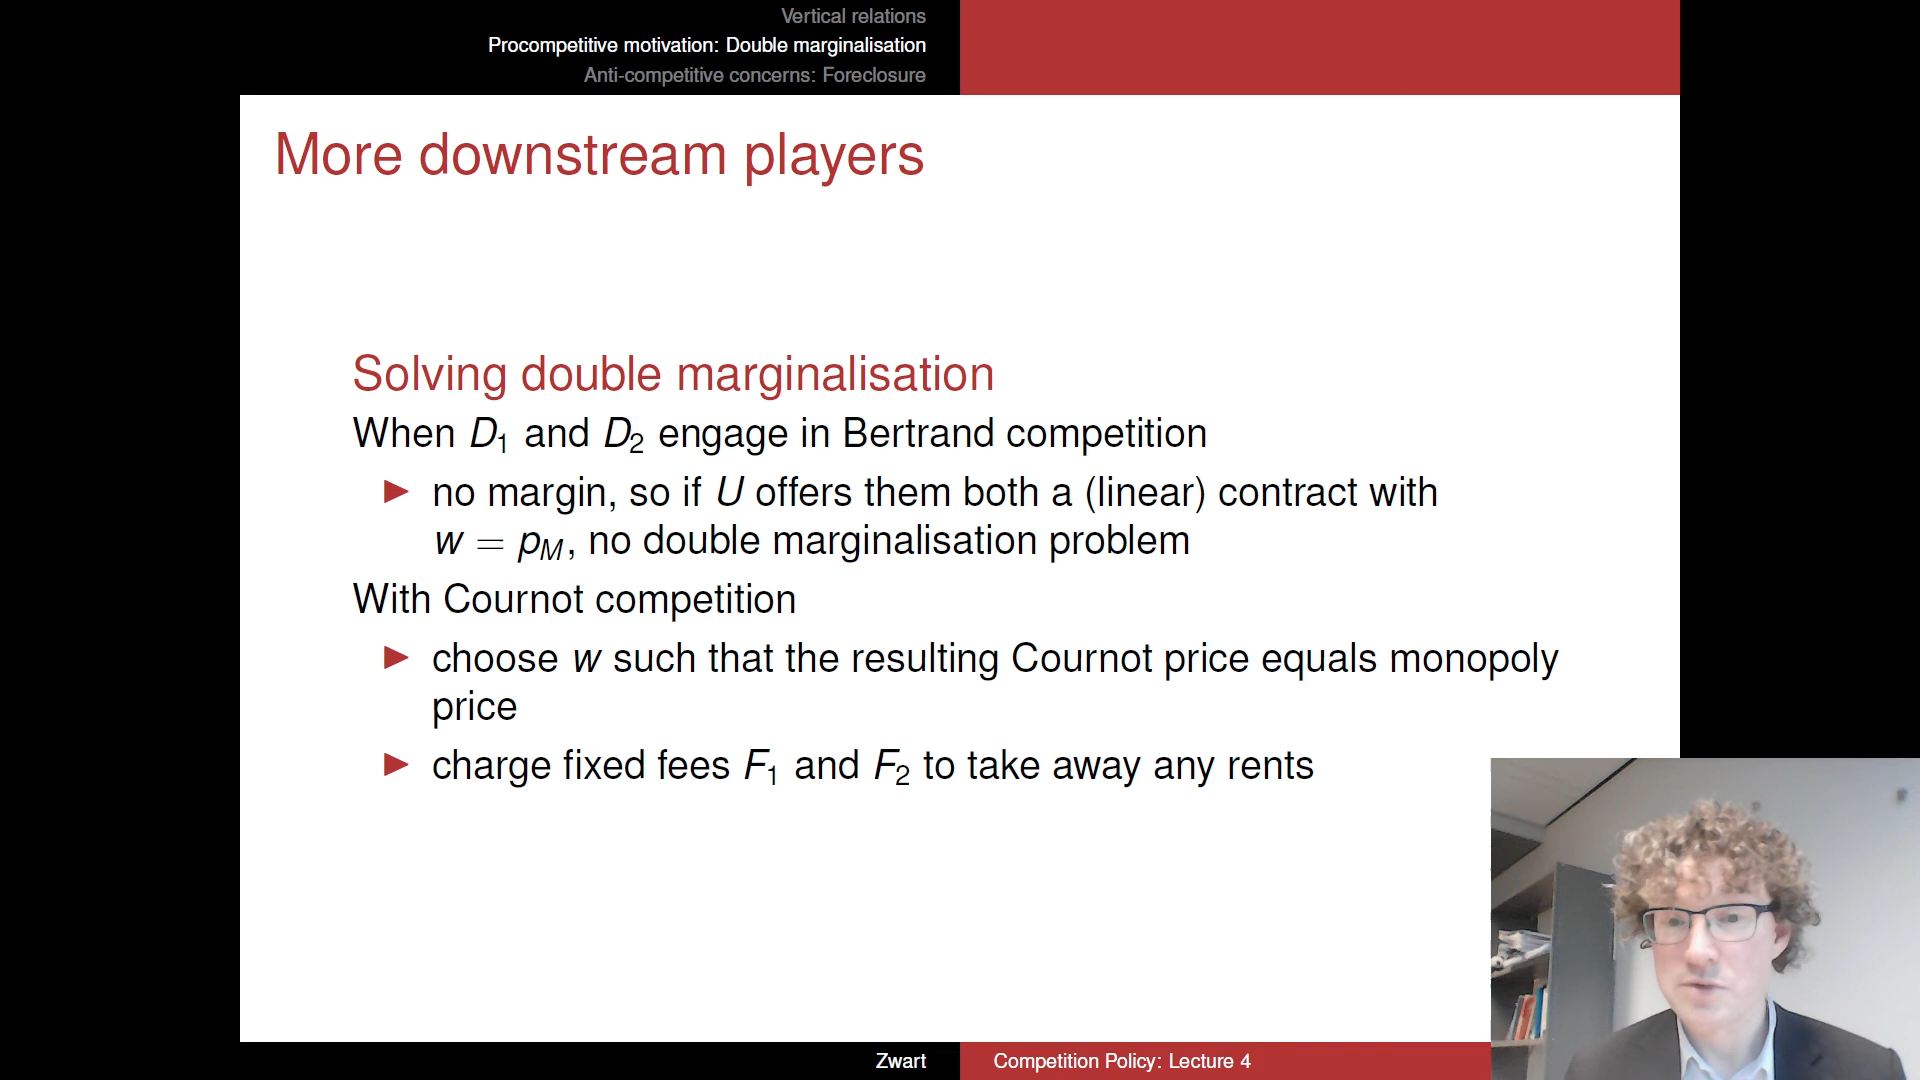 Vertical relations
Procompetitive motivation: Double marginalisation
Anti-competitive concerns: Foreclosure
More downstream players
Solving double marginalisation
When D₁ and D₂ engage in Bertrand competition
▶ no margin, so if U offers them both a (linear) contract with
w = p_M, no double marginalisation problem
With Cournot competition
▶ choose w such that the resulting Cournot price equals monopoly
price
▶ charge fixed fees F₁ and F₂ to take away any rents
Zwart
Competition Policy: Lecture 4